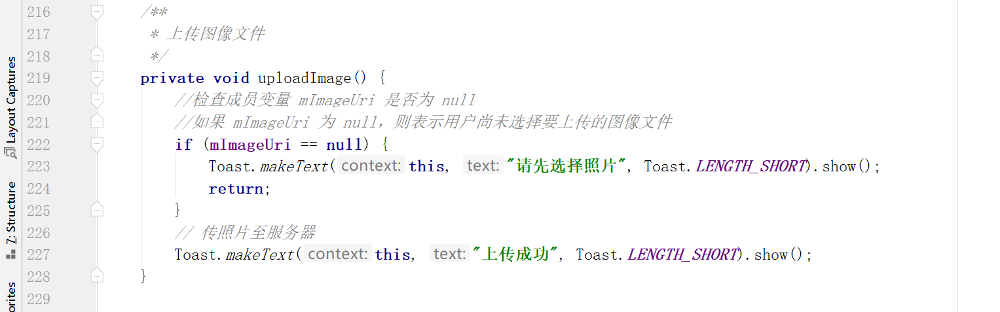 216 /**
217 * 上传图像文件
218 */
219 private void uploadImage() {
220 //检查成员变量 mImageUri 是否为 null
221 //如果 mImageUri 为 null，则表示用户尚未选择要上传的图像文件
222 if (mImageUri == null) {
223 Toast.makeText( context: this, text: "请先选择照片", Toast.LENGTH_SHORT).show();
224 return;
225 }
226 // 传照片至服务器
227 Toast.makeText( context: this, text: "上传成功", Toast.LENGTH_SHORT).show();
228 }
229
Layout Captures
7: Structure
orites